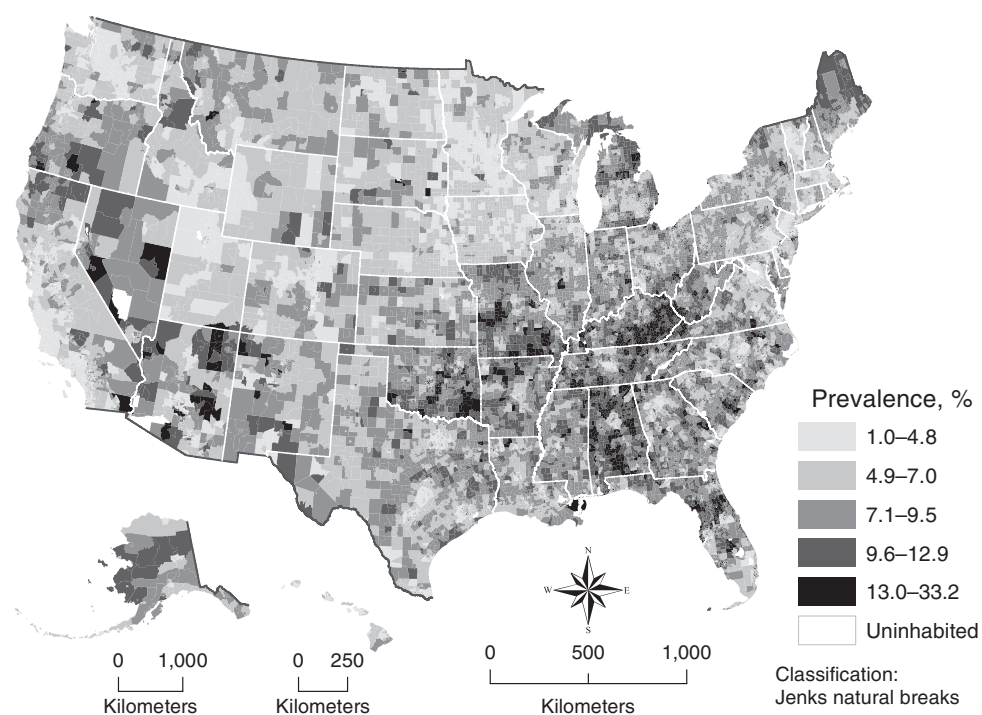 Prevalence, %
1.0–4.8
4.9–7.0
7.1–9.5
9.6–12.9
13.0–33.2
Uninhabited
Classification:
Jenks natural breaks
N
W E
S
0 1,000
Kilometers
0 250
Kilometers
0 500 1,000
Kilometers